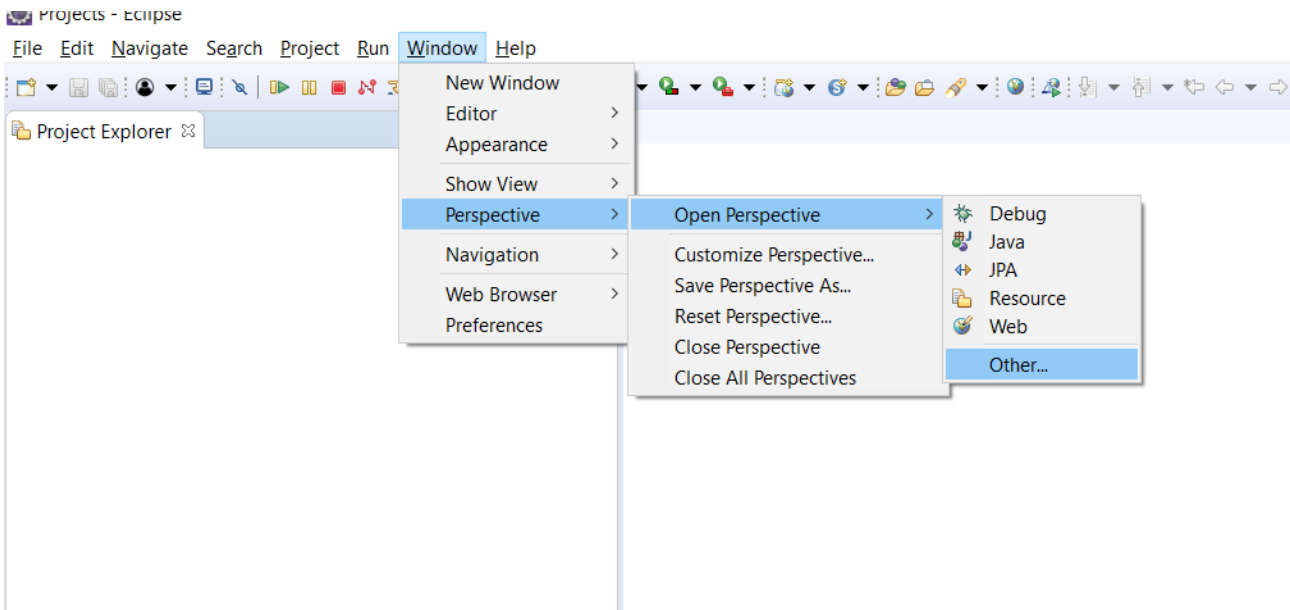 Projects - Eclipse
File Edit Navigate Search Project Run Window Help
Project Explorer
New Window
Editor
Appearance
Show View
Perspective
Navigation
Web Browser
Preferences
Open Perspective
Customize Perspective...
Save Perspective As...
Reset Perspective...
Close Perspective
Close All Perspectives
Debug
Java
JPA
Resource
Web
Other...